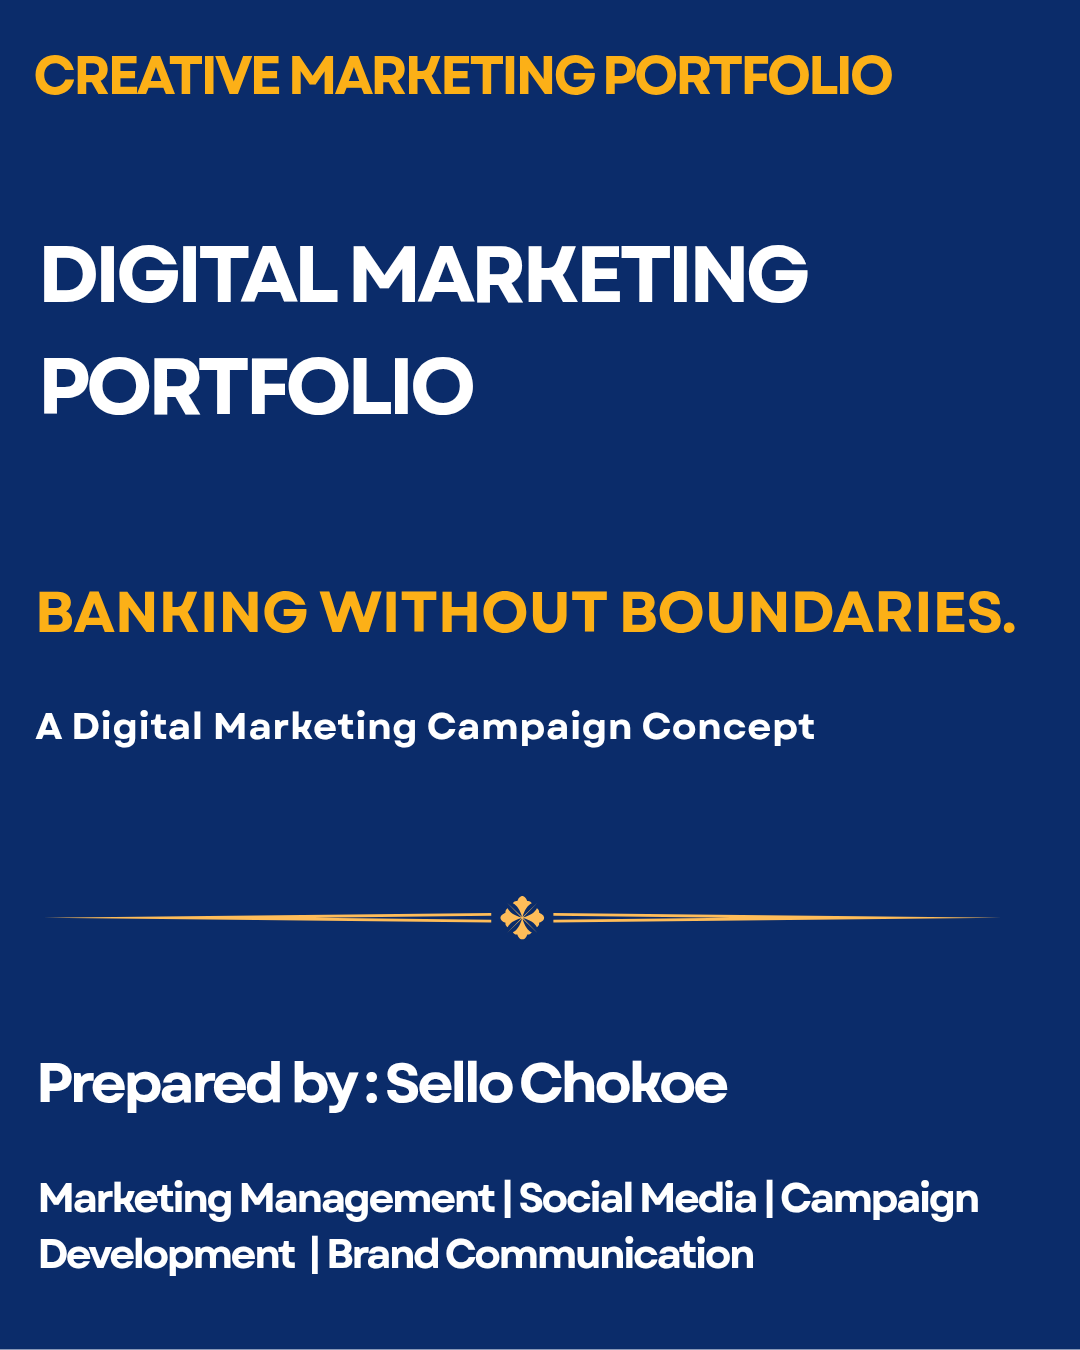 CREATIVE MARKETING PORTFOLIO
DIGITAL MARKETING
PORTFOLIO
BANKING WITHOUT BOUNDARIES.
A Digital Marketing Campaign Concept
Prepared by : Sello Chokoe
Marketing Management | Social Media | Campaign
Development | Brand Communication